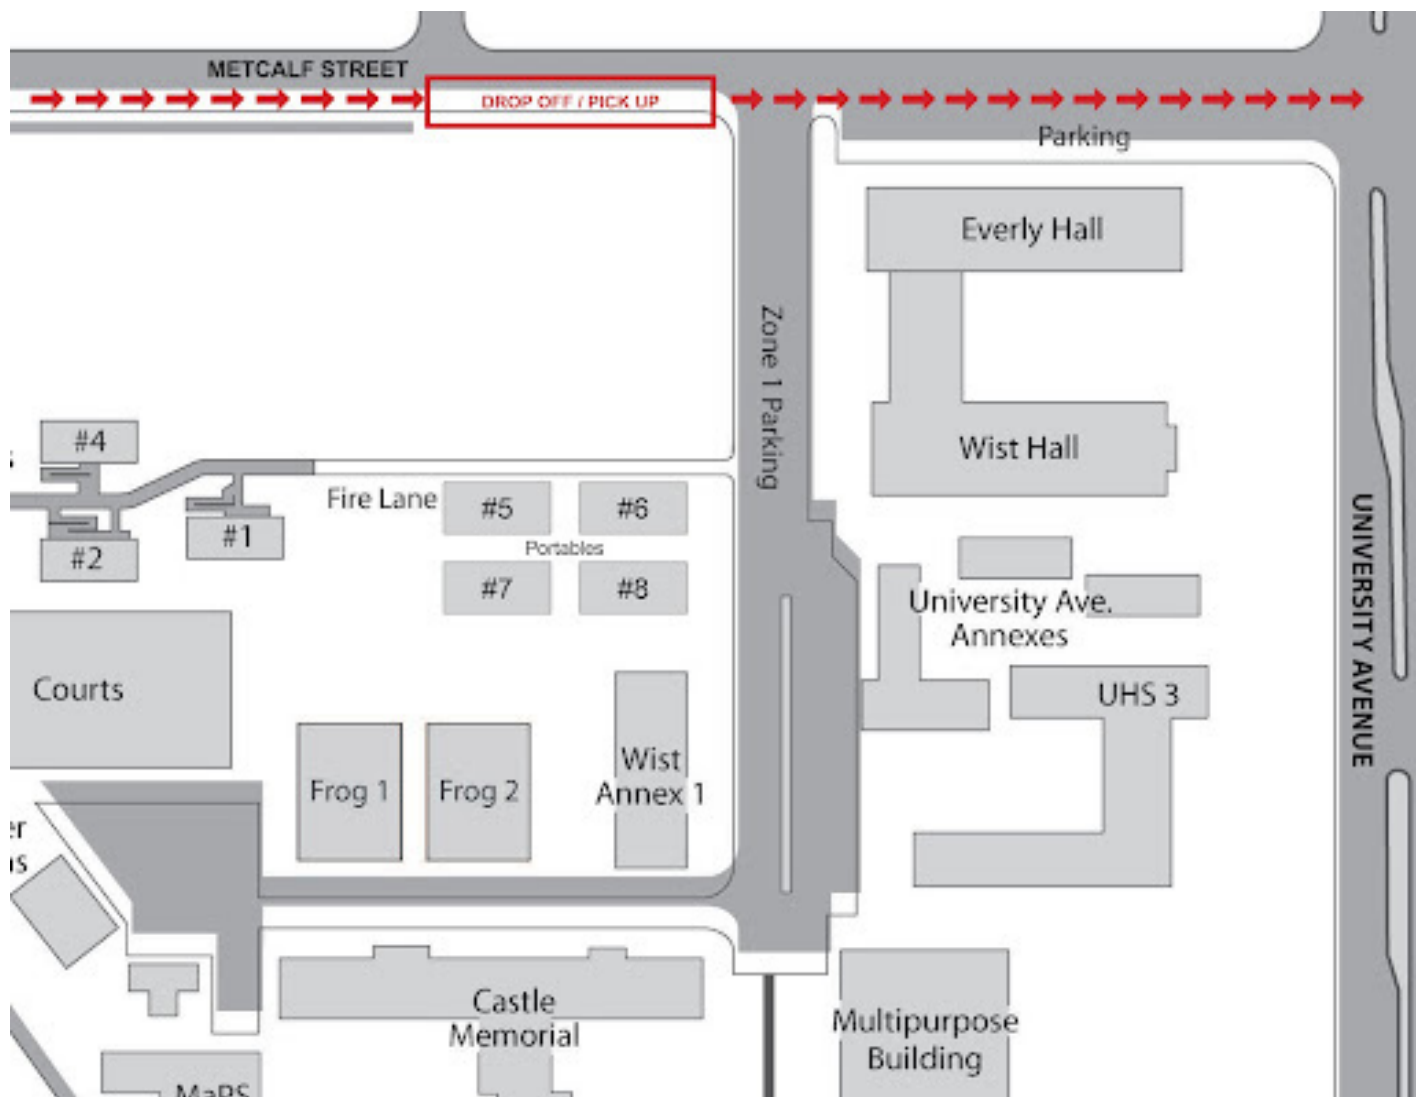 METCALF STREET
DROP OFF / PICK UP
Parking
Everly Hall
Zone 1 Parking
#4
Wist Hall
Fire Lane
#5
#6
#1
#2
Portables
#7
#8
UNIVERSITY AVENUE
University Ave.
Annexes
Courts
UHS 3
Wist
Annex 1
Frog 1
Frog 2
Castle
Memorial
Multipurpose
Building
MaPS